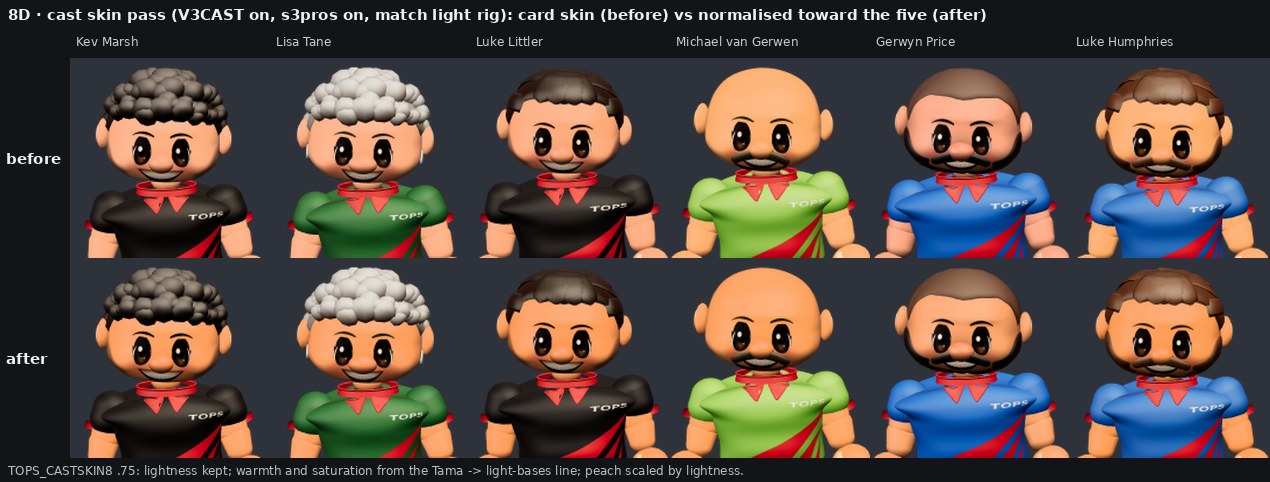 8D · cast skin pass (V3CAST on, s3pros on, match light rig): card skin (before) vs normalised toward the five (after)
Kev Marsh Lisa Tane Luke Littler Michael van Gerwen Gerwyn Price Luke Humphries
before
TOPS TOPS TOPS TOPS TOPS TOPS
after
TOPS TOPS TOPS TOPS TOPS TOPS
TOPS_CASTSKIN8 .75: lightness kept; warmth and saturation from the Tama -> light-bases line; peach scaled by lightness.